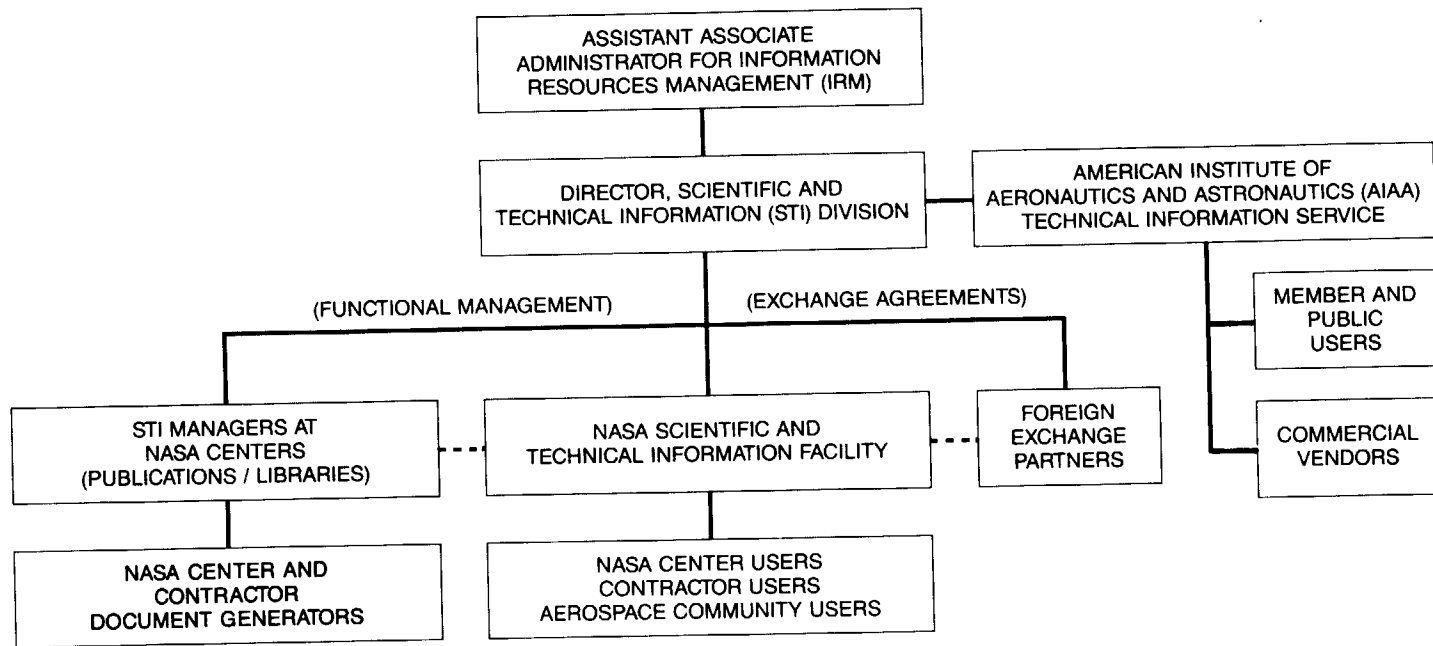 ASSISTANT ASSOCIATE
ADMINISTRATOR FOR INFORMATION
RESOURCES MANAGEMENT (IRM)
DIRECTOR, SCIENTIFIC AND
TECHNICAL INFORMATION (STI) DIVISION
AMERICAN INSTITUTE OF
AERONAUTICS AND ASTRONAUTICS (AIAA)
TECHNICAL INFORMATION SERVICE
(FUNCTIONAL MANAGEMENT)
(EXCHANGE AGREEMENTS)
MEMBER AND
PUBLIC
USERS
STI MANAGERS AT
NASA CENTERS
(PUBLICATIONS / LIBRARIES)
NASA SCIENTIFIC AND
TECHNICAL INFORMATION FACILITY
FOREIGN
EXCHANGE
PARTNERS
COMMERCIAL
VENDORS
NASA CENTER AND
CONTRACTOR
DOCUMENT GENERATORS
NASA CENTER USERS
CONTRACTOR USERS
AEROSPACE COMMUNITY USERS